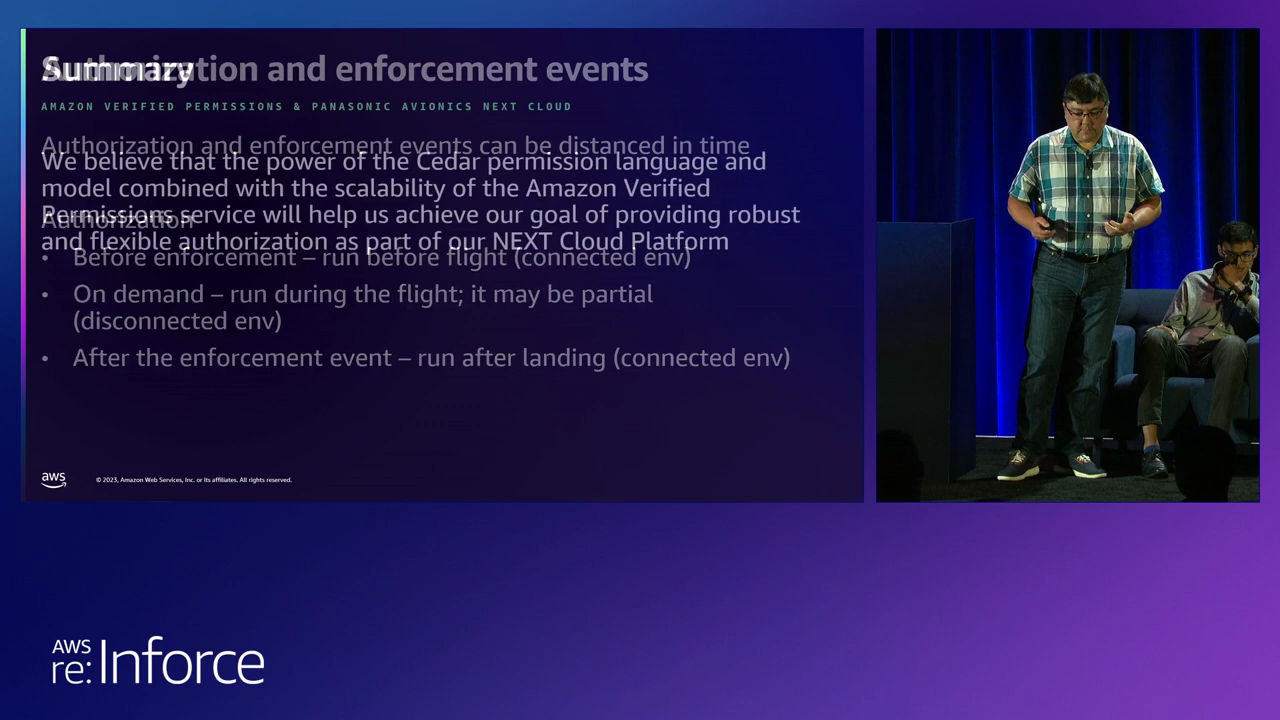 Summary
Authorization and enforcement events
AMAZON VERIFIED PERMISSIONS & PANASONIC AVIONICS NEXT CLOUD
Authorization and enforcement events can be distanced in time
We believe that the power of the Cedar permission language and
model combined with the scalability of the Amazon Verified
Permissions service will help us achieve our goal of providing robust
and flexible authorization as part of our NEXT Cloud Platform
Authorization
• Before enforcement – run before flight (connected env)
• On demand – run during the flight; it may be partial
(disconnected env)
• After the enforcement event – run after landing (connected env)
aws
© 2023, Amazon Web Services, Inc. or its affiliates. All rights reserved.
AWS
re:Inforce